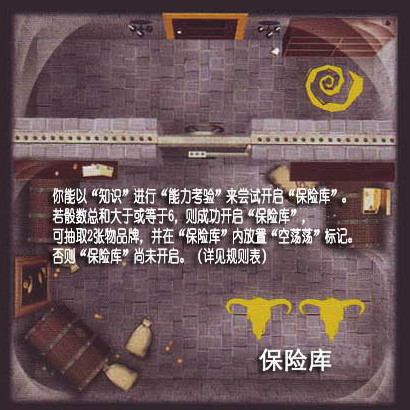 你能以“知识”进行“能力考验”来尝试开启“保险库”。
若骰数总和大于或等于6，则成功开启“保险库”，
可抽取2张物品牌，并在“保险库”内放置“空荡荡”标记。
否则“保险库”尚未开启。（详见规则表）
保险库